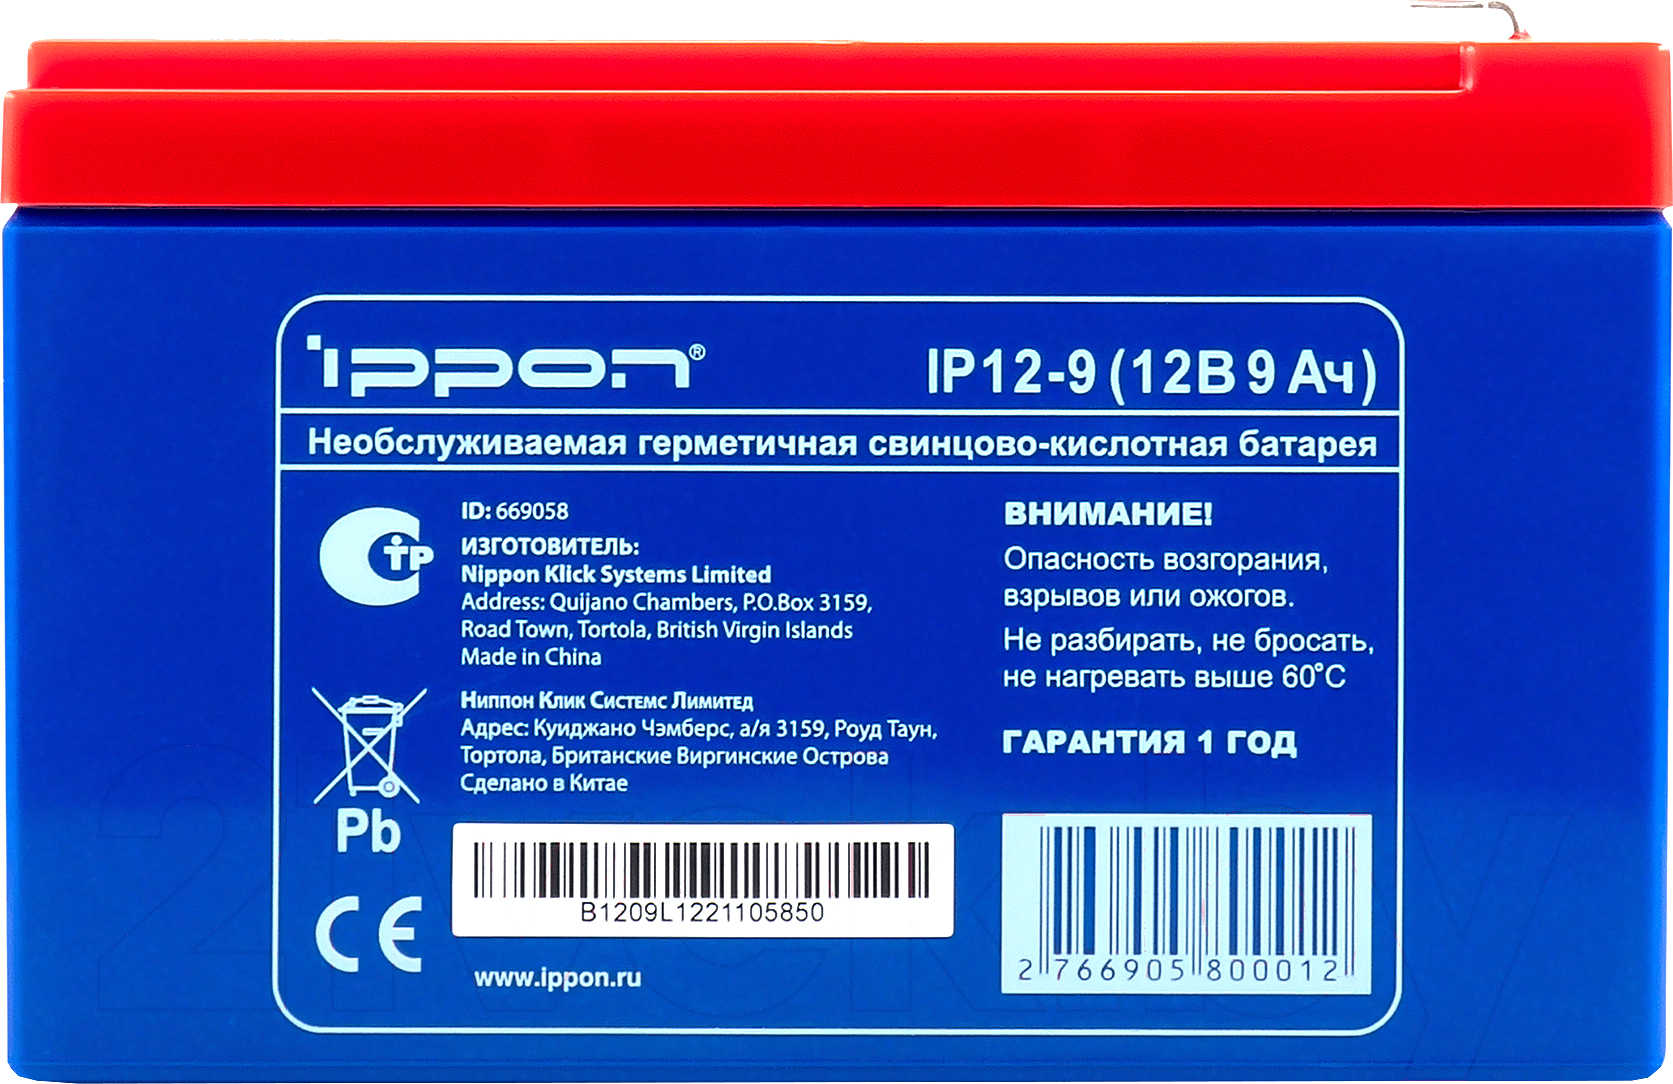 ippon®
IP12-9 (12В 9 Ач)
Необслуживаемая герметичная свинцово-кислотная батарея
ID: 669058
ИЗГОТОВИТЕЛЬ:
Nippon Klick Systems Limited
Address: Quijano Chambers, P.O.Box 3159,
Road Town, Tortola, British Virgin Islands
Made in China
Ниппон Клик Системс Лимитед
Адрес: Куиджано Чэмберс, а/я 3159, Роуд Таун,
Тортола, Британские Виргинские Острова
Сделано в Китае
ВНИМАНИЕ!
Опасность возгорания,
взрывов или ожогов.
Не разбирать, не бросать,
не нагревать выше 60°С
ГАРАНТИЯ 1 ГОД
Pb
CE
B1209L1221105850
www.ippon.ru
2 766905 800012